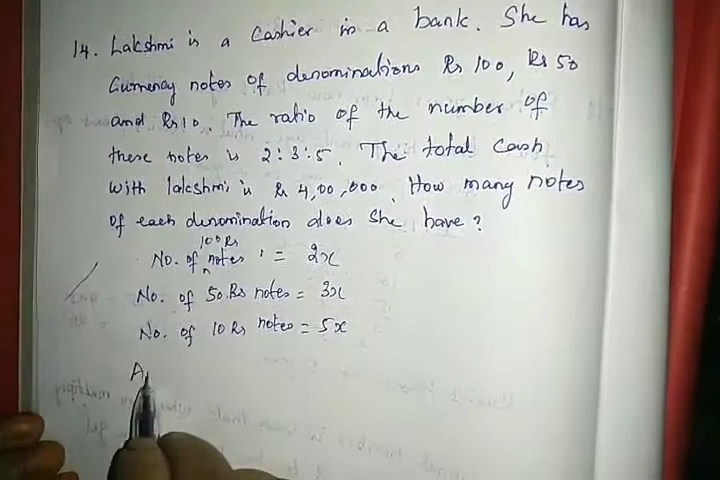 14. Lakshmi is a Cashier in a bank. She has
Currency notes of denominations Rs 100, Rs 50
and Rs 10. The ratio of the number of
these notes is 2:3:5. The total cash
with lakshmi is Rs 4,00,000. How many notes
of each denomination does She have?
100 Rs
No. of notes = 2x
No. of 50 Rs notes = 3x
No. of 10 Rs notes = 5x
A